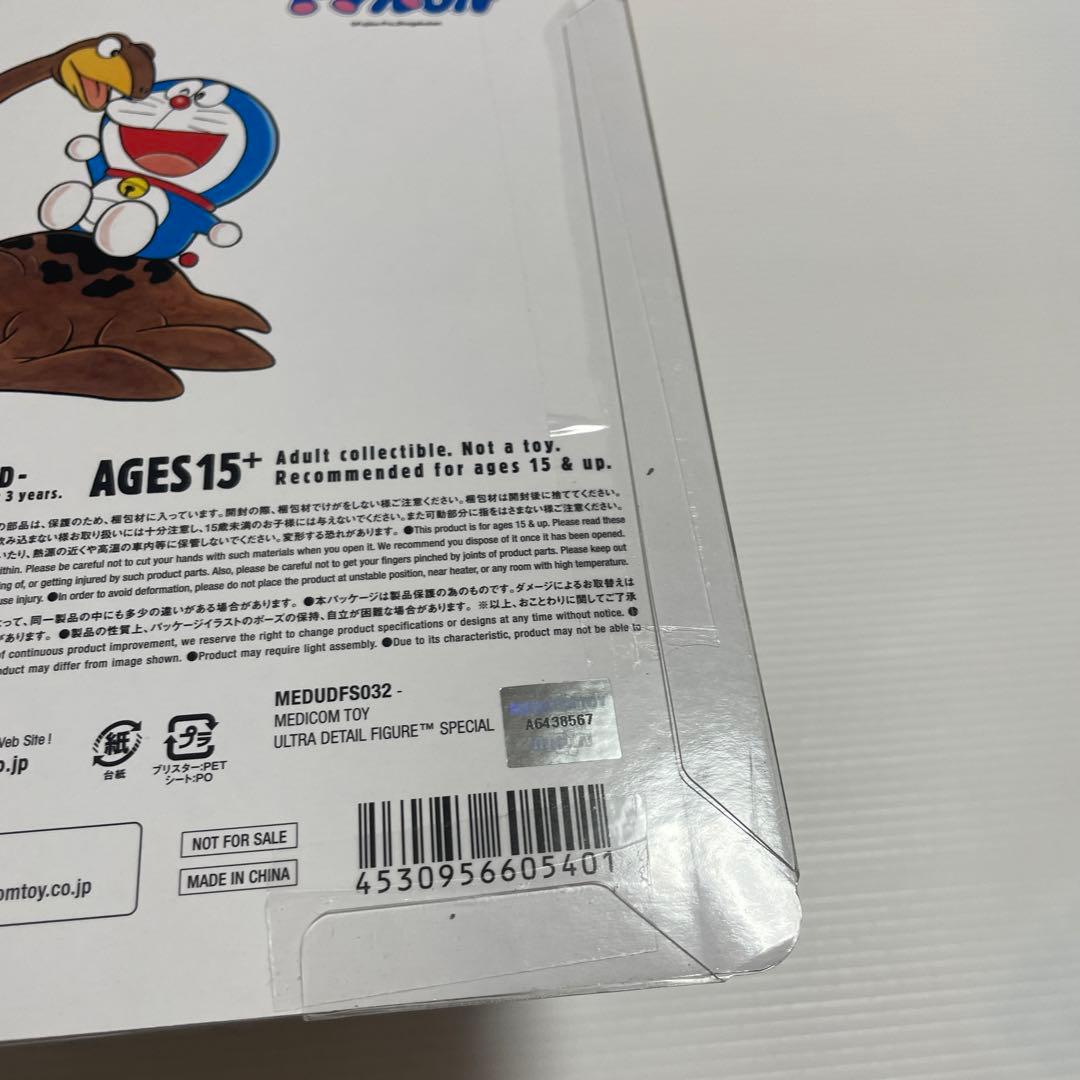 D-
3 years.
AGES 15+
Adult collectible. Not a toy.
Recommended for ages 15 & up.
の部品は、保護のため、梱包材に入っています。開封の際、梱包材でけがをしない様ご注意ください。梱包材は開封後に捨ててください。
飲み込まない様お取り扱いには十分注意し、15歳未満のお子様には与えないでください。また可動部分に指をはさまない様ご注意ください。
いたり、熱源の近くや高温の車内等に保管しないでください。変形する恐れがあります。 ●This product is for ages 15 & up. Please read these
ithin. Please be careful not to cut your hands with such materials when you open it. We recommend you dispose of it once it has been opened.
ing of, or getting injured by such product parts. Also, please be careful not to get your fingers pinched by joints of product parts. Please keep out
use injury. ●In order to avoid deformation, please do not place the product at unstable position, near heater, or any room with high temperature.
よって、同一製品の中にも多少の違いがある場合があります。 ●本パッケージは製品保護の為のものです。ダメージによるお取替えは
があります。 ●製品の性質上、パッケージイラストのポーズの保持、自立が困難な場合があります。 ※以上、おことわりに関してご了承
of continuous product improvement, we reserve the right to change product specifications or designs at any time without notice. ●
oduct may differ from image shown. ●Product may require light assembly. ●Due to its characteristic, product may not be able to
Web Site !
o.jp
紙
台紙
プラ
ブリスター:PET
シート:PO
MEDUDFS032 -
MEDICOM TOY
ULTRA DETAIL FIGURE™ SPECIAL
MEDICOM TOY
A6438567
omtoy.co.jp
NOT FOR SALE
MADE IN CHINA
4530956605401